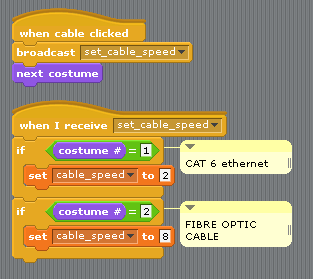 when cable clicked
broadcast set_cable_speed
next costume
when I receive set_cable_speed
if costume # = 1
CAT 6 ethernet
set cable_speed to 2
if costume # = 2
FIBRE OPTIC
CABLE
set cable_speed to 8